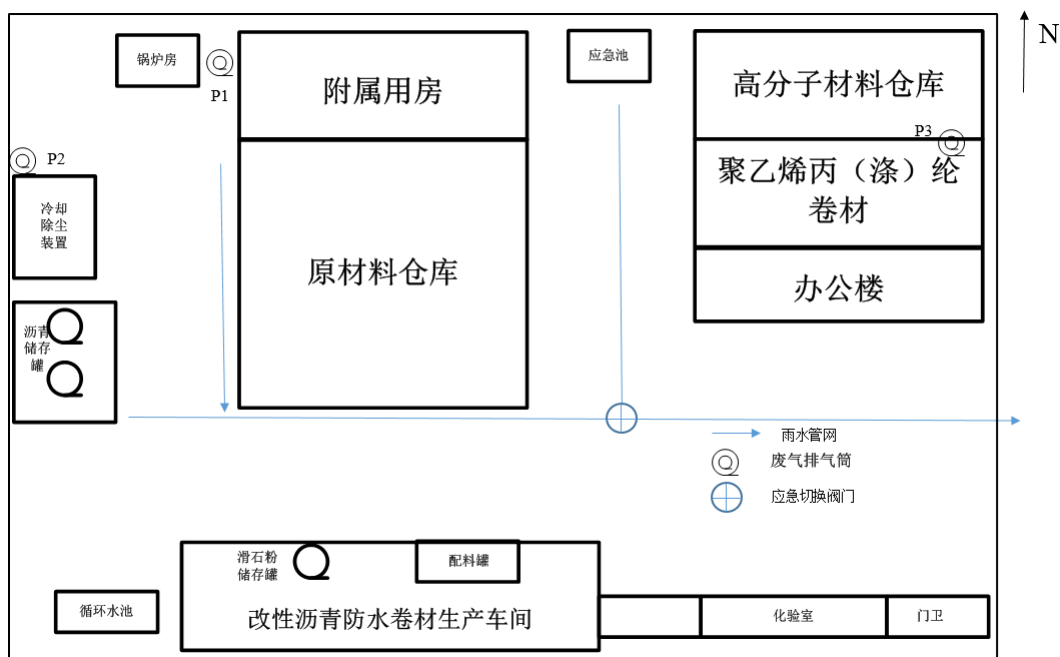 N
锅炉房
P1
附属用房
应急池
高分子材料仓库
P3
P2
聚乙烯丙（涤）纶
卷材
冷却
除尘
装置
原材料仓库
办公楼
沥青
储存
罐
雨水管网
废气排气筒
应急切换阀门
滑石粉
储存罐
配料罐
循环水池
改性沥青防水卷材生产车间
化验室
门卫